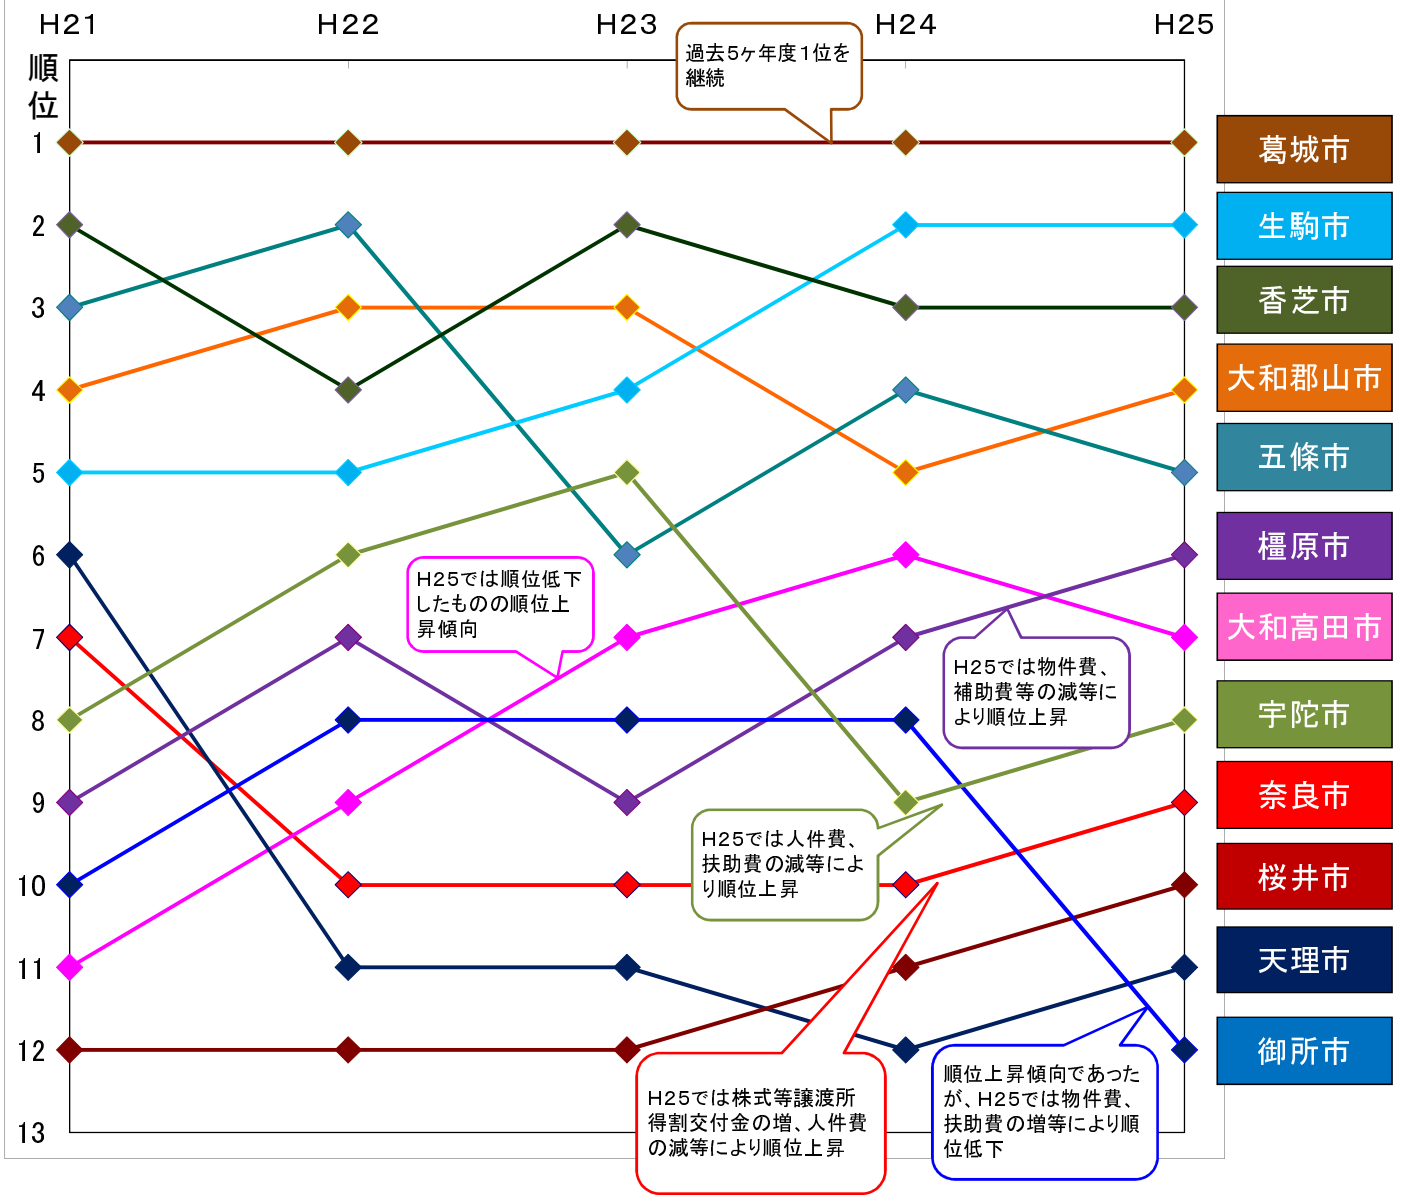 H21 H22 H23 H24 H25
順
位
過去5ヶ年度1位を
継続
1
2
3
4
5
6
7
8
9
10
11
12
13
葛城市
生駒市
香芝市
大和郡山市
五條市
橿原市
大和高田市
宇陀市
奈良市
桜井市
天理市
御所市
H25では順位低下
したものの順位上
昇傾向
H25では物件費、
補助費等の減等に
より順位上昇
H25では人件費、
扶助費の減等によ
り順位上昇
H25では株式等譲渡所
得割交付金の増、人件費
の減等により順位上昇
順位上昇傾向であった
が、H25では物件費、
扶助費の増等により順
位低下